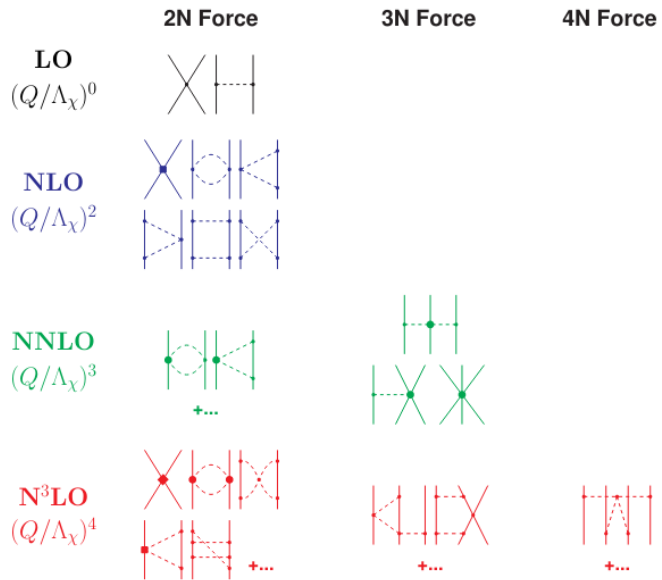 2N Force 3N Force 4N Force
LO
(Q/Λχ)⁰
NLO
(Q/Λχ)²
NNLO
(Q/Λχ)³
+...
N³LO
(Q/Λχ)⁴
+... +... +...